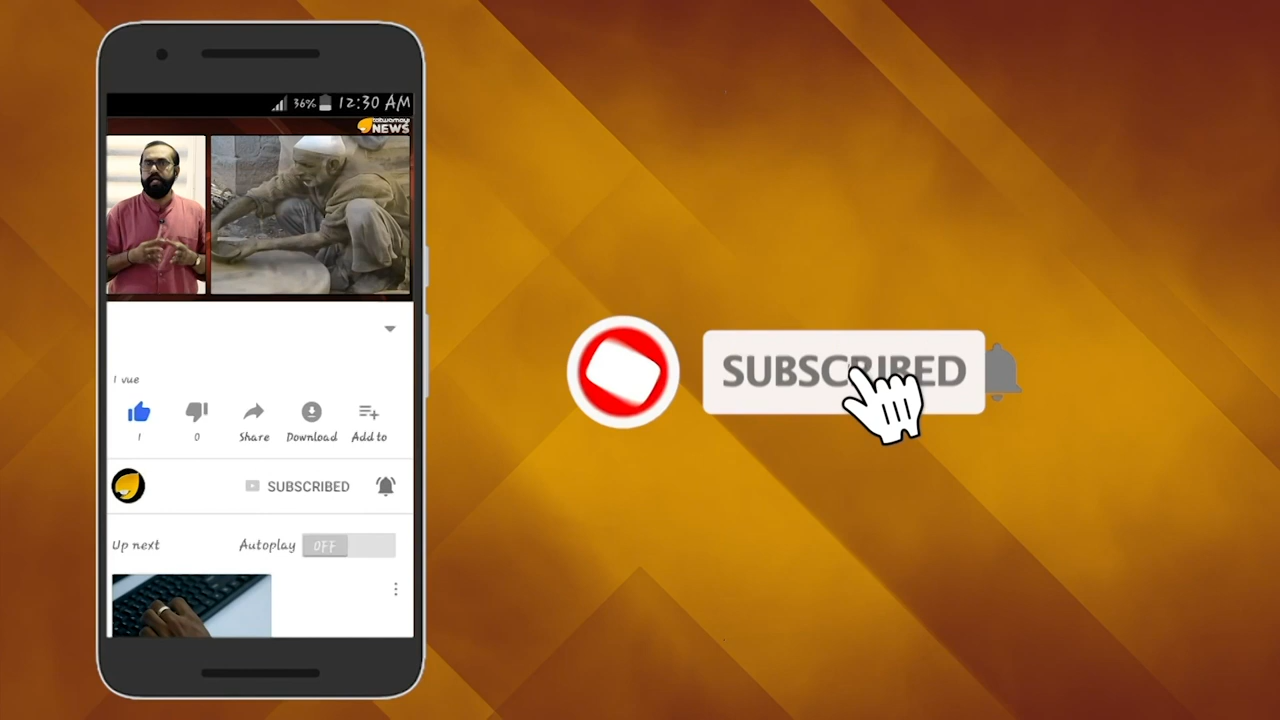 36% 12:30 AM
tatwamayi
NEWS
1 vue
1
0
Share
Download
Add to
SUBSCRIBED
Up next
Autoplay
OFF
SUBSCRIBED